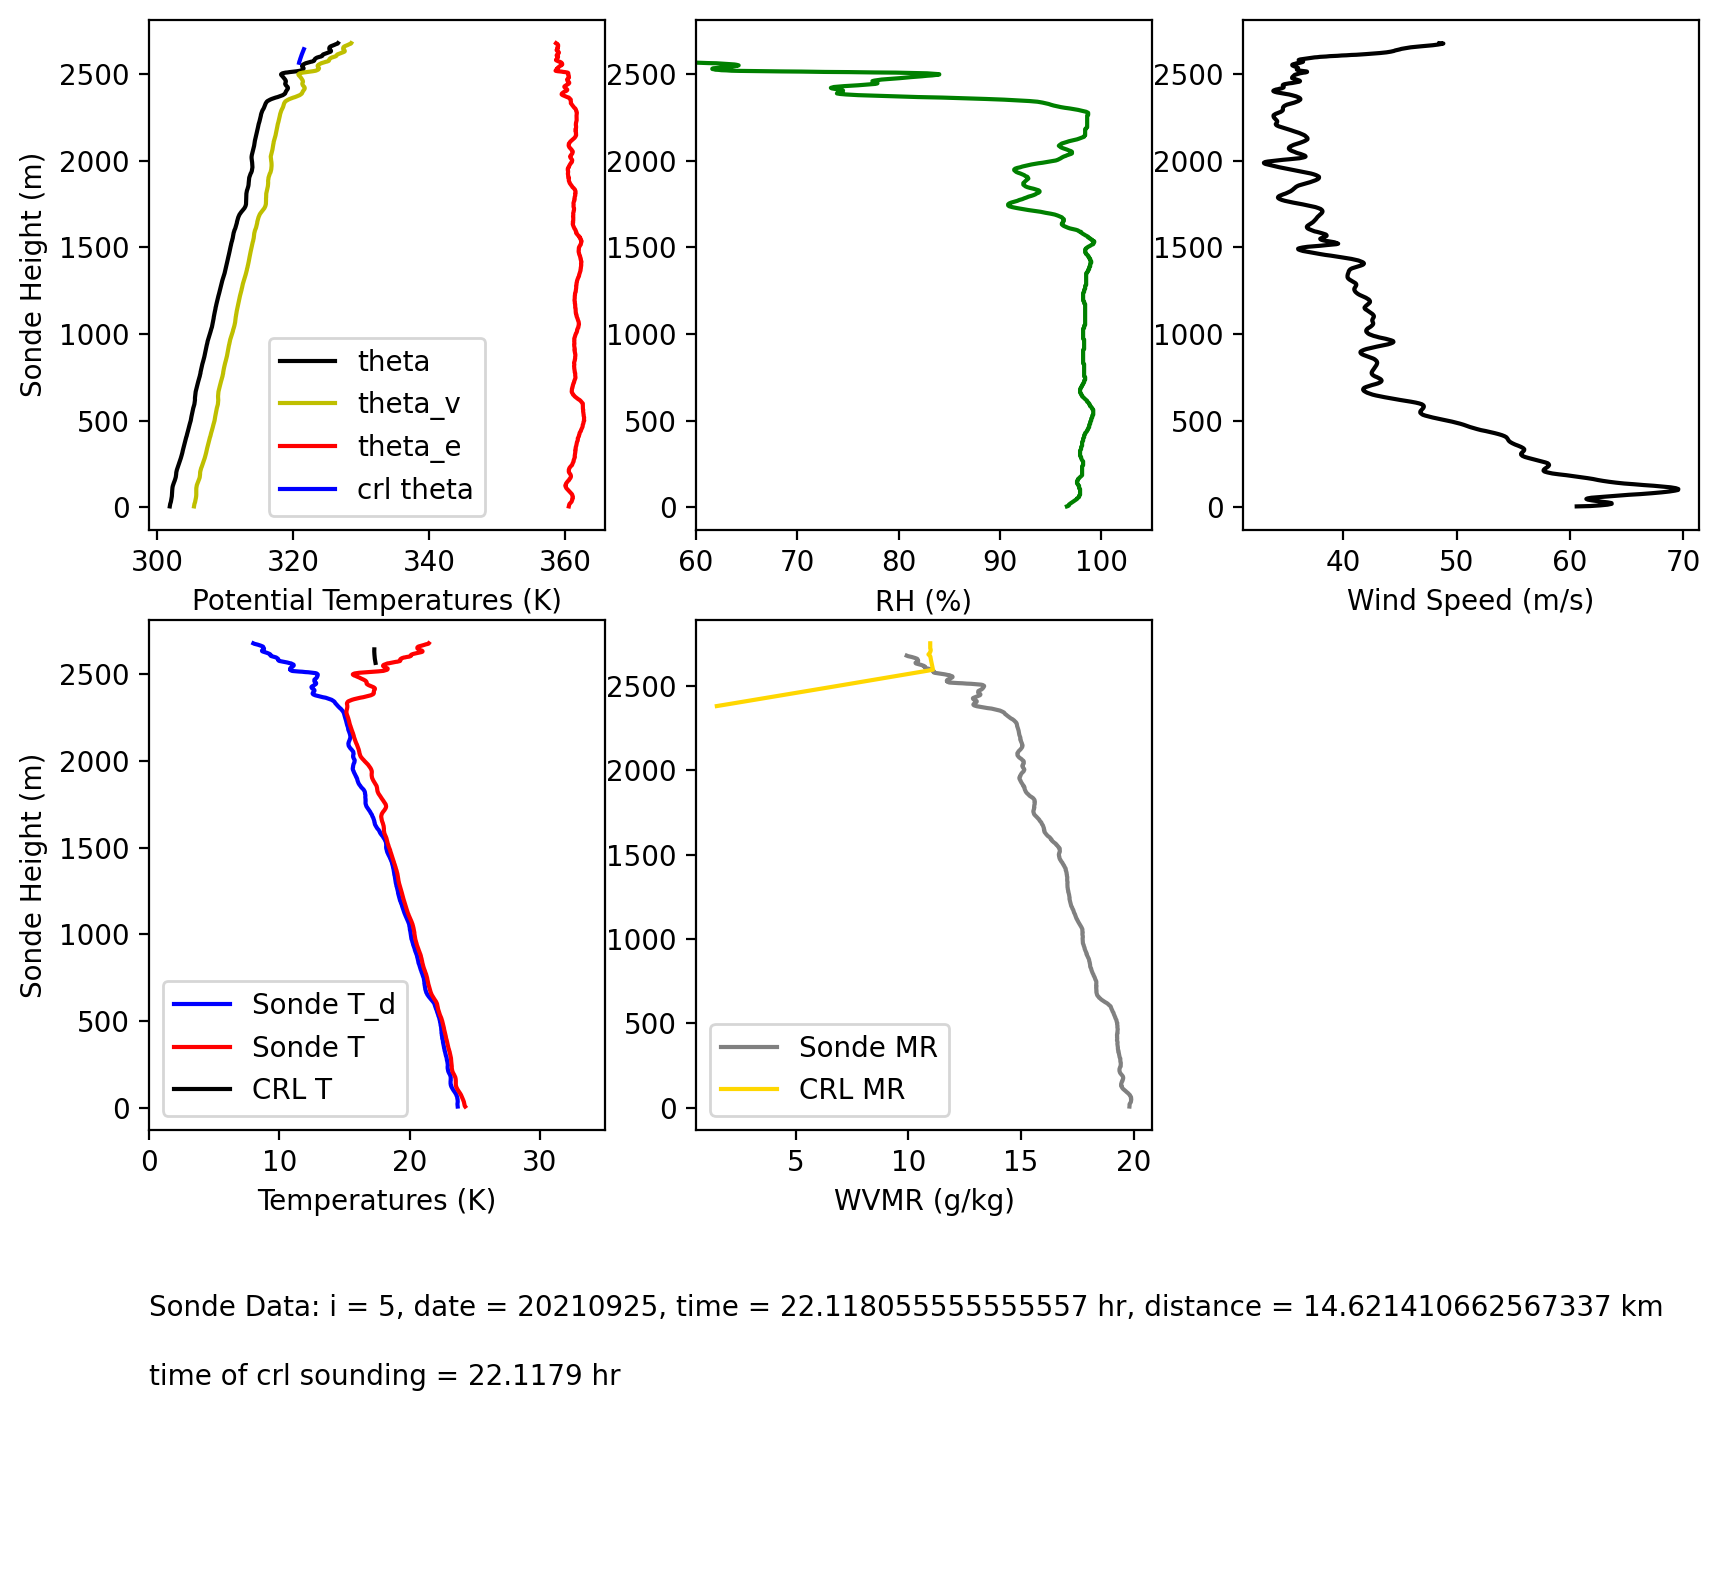 2500
2000
1500
1000
500
0
Sonde Height (m)
theta
theta_v
theta_e
crl theta
300 320 340 360
Potential Temperatures (K)
2500
2000
1500
1000
500
0
60 70 80 90 100
RH (%)
2500
2000
1500
1000
500
0
40 50 60 70
Wind Speed (m/s)
2500
2000
1500
1000
500
0
Sonde Height (m)
Sonde T_d
Sonde T
CRL T
0 10 20 30
Temperatures (K)
2500
2000
1500
1000
500
0
Sonde MR
CRL MR
5 10 15 20
WVMR (g/kg)
Sonde Data: i = 5, date = 20210925, time = 22.118055555555557 hr, distance = 14.621410662567337 km
time of crl sounding = 22.1179 hr